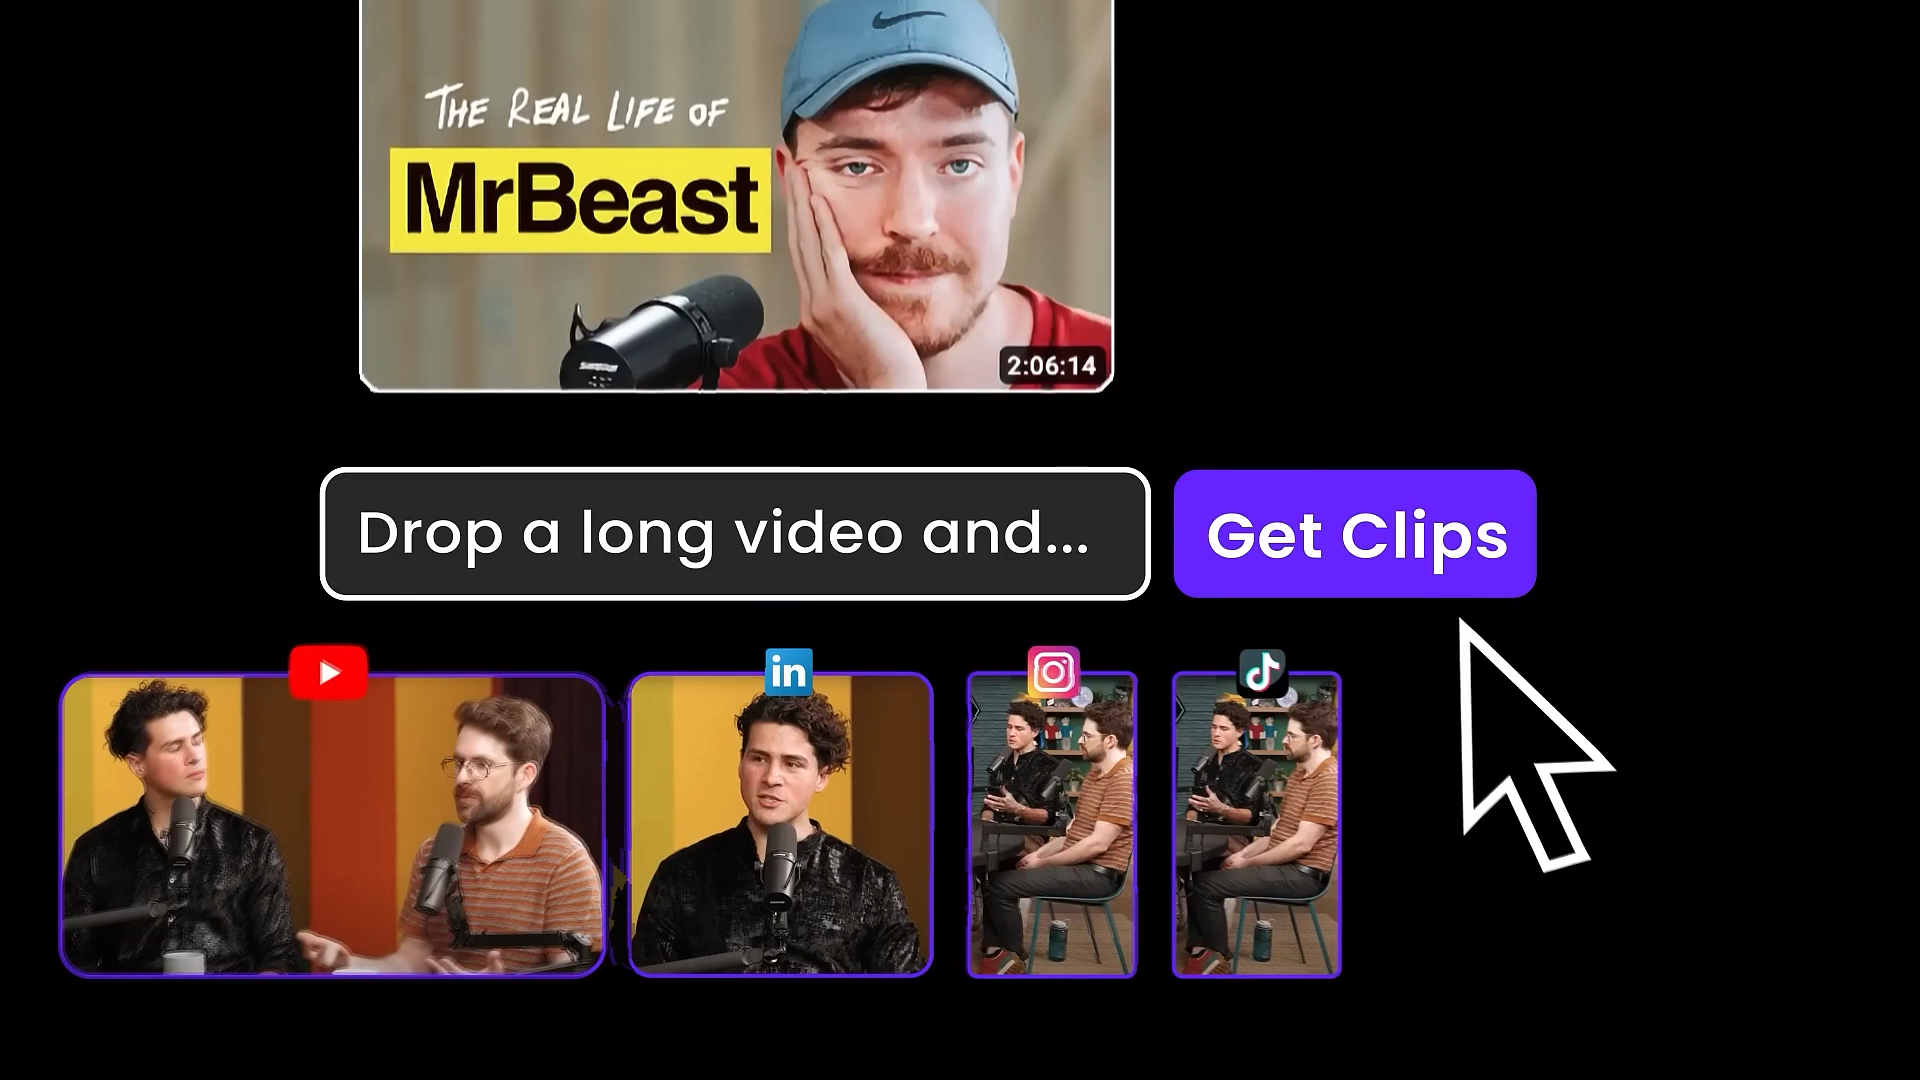 THE REAL LIFE OF
MrBeast
2:06:14
Drop a long video and...
Get Clips
in